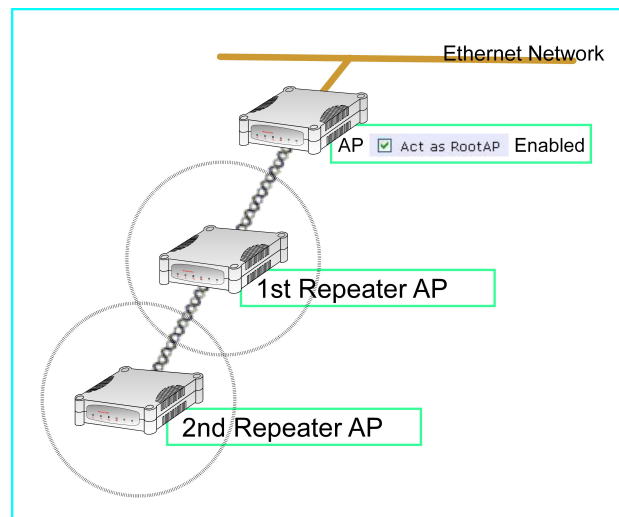 Ethernet Network
AP Act as RootAP Enabled
1st Repeater AP
2nd Repeater AP